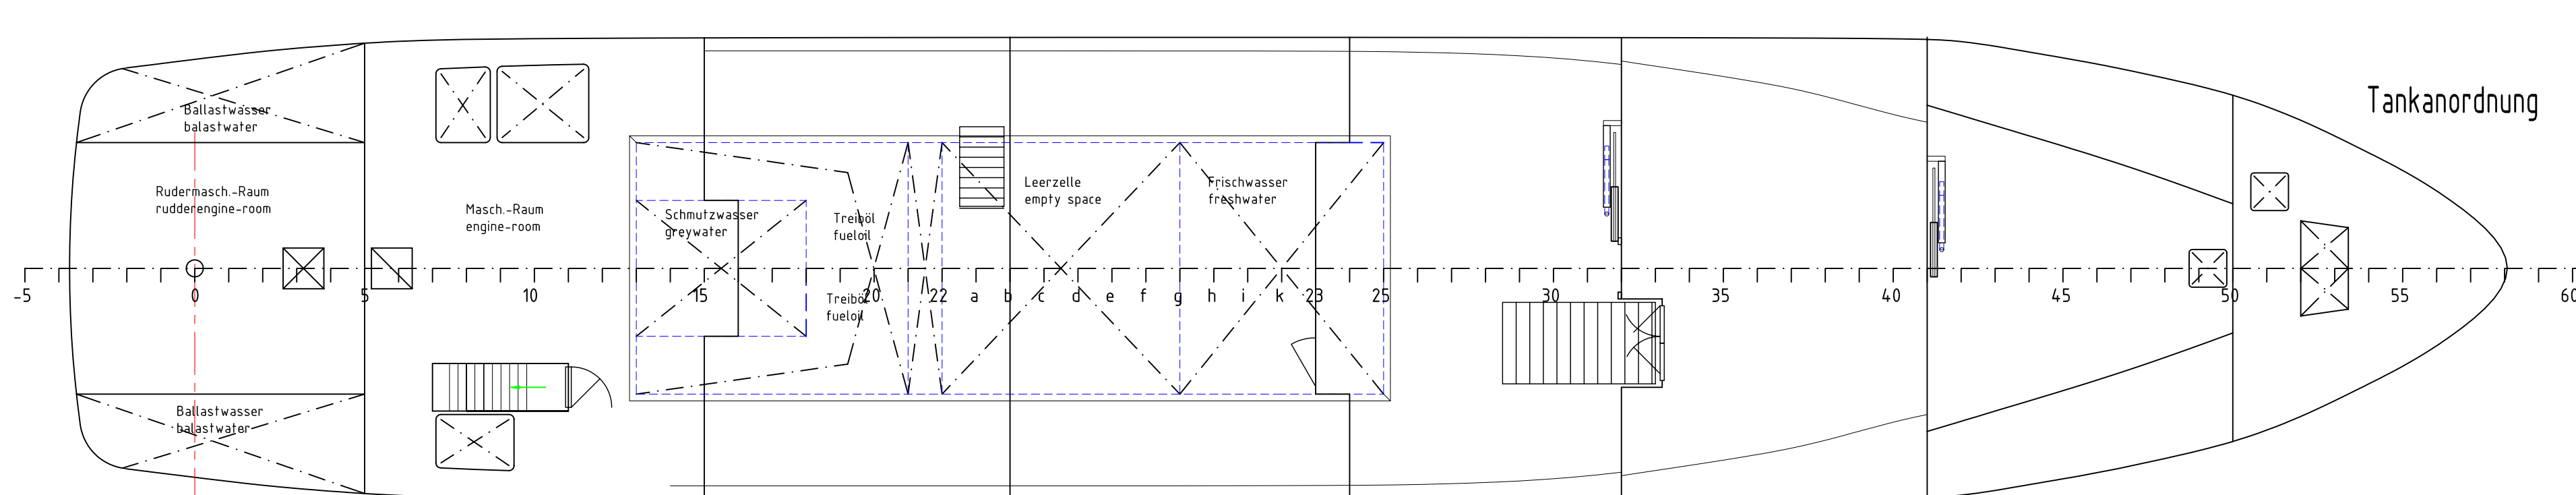 Tankanordnung
Ballastwasser
balastwater
Rudermasch.-Raum
rudderengine-room
Masch.-Raum
engine-room
Schmutzwasser
greywater
Treiböl
fueloil
Leerzelle
empty space
Frischwasser
freshwater
-5 0 5 10 15 20 22 a b c d e f g h i k 23 25 30 35 40 45 50 55 60
Treiböl
fueloil
Ballastwasser
balastwater